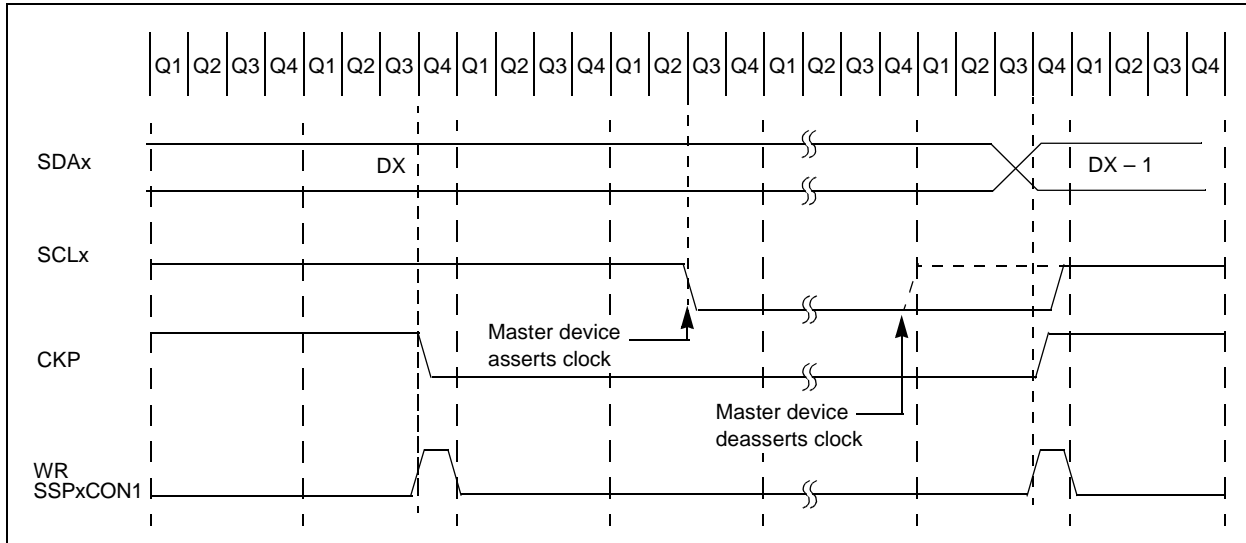 Q1 Q2 Q3 Q4 Q1 Q2 Q3 Q4 Q1 Q2 Q3 Q4 Q1 Q2 Q3 Q4 Q1 Q2 Q3 Q4 Q1 Q2 Q3 Q4 Q1 Q2 Q3 Q4
SDAx
DX
DX – 1
SCLx
Master device
asserts clock
CKP
Master device
deasserts clock
WR
SSPxCON1